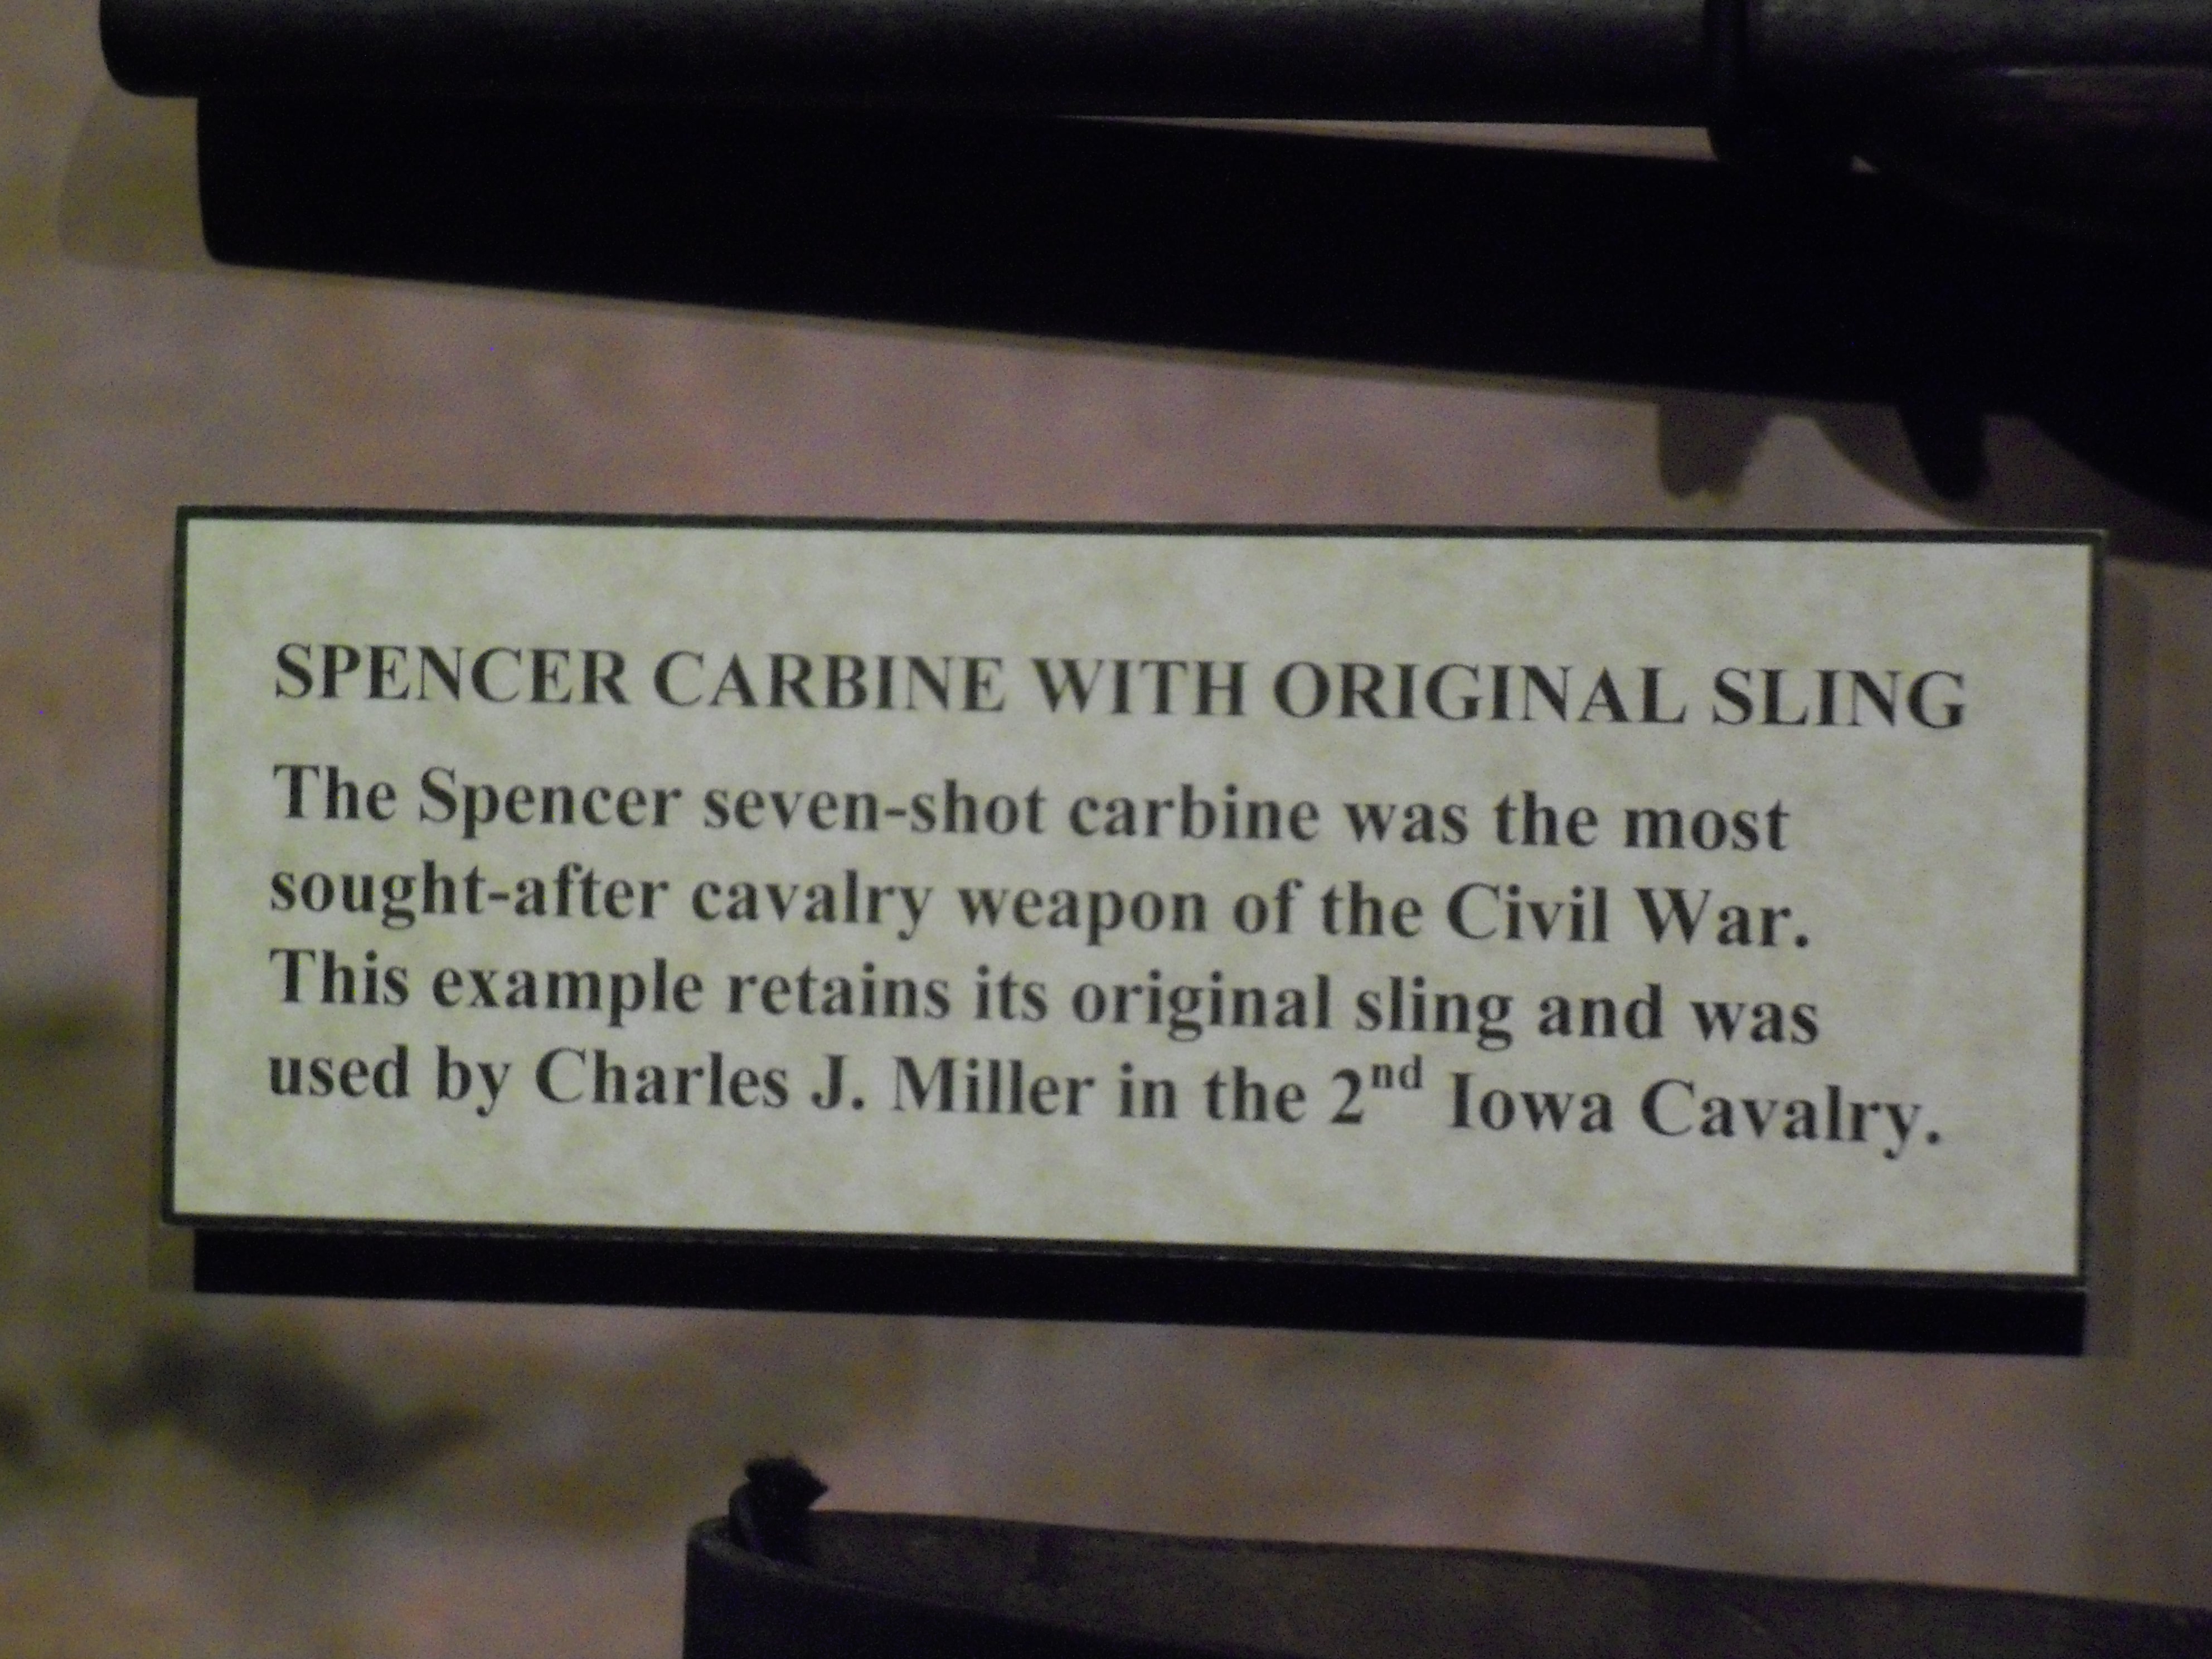 SPENCER CARBINE WITH ORIGINAL SLING
The Spencer seven-shot carbine was the most
sought-after cavalry weapon of the Civil War.
This example retains its original sling and was
used by Charles J. Miller in the 2nd Iowa Cavalry.